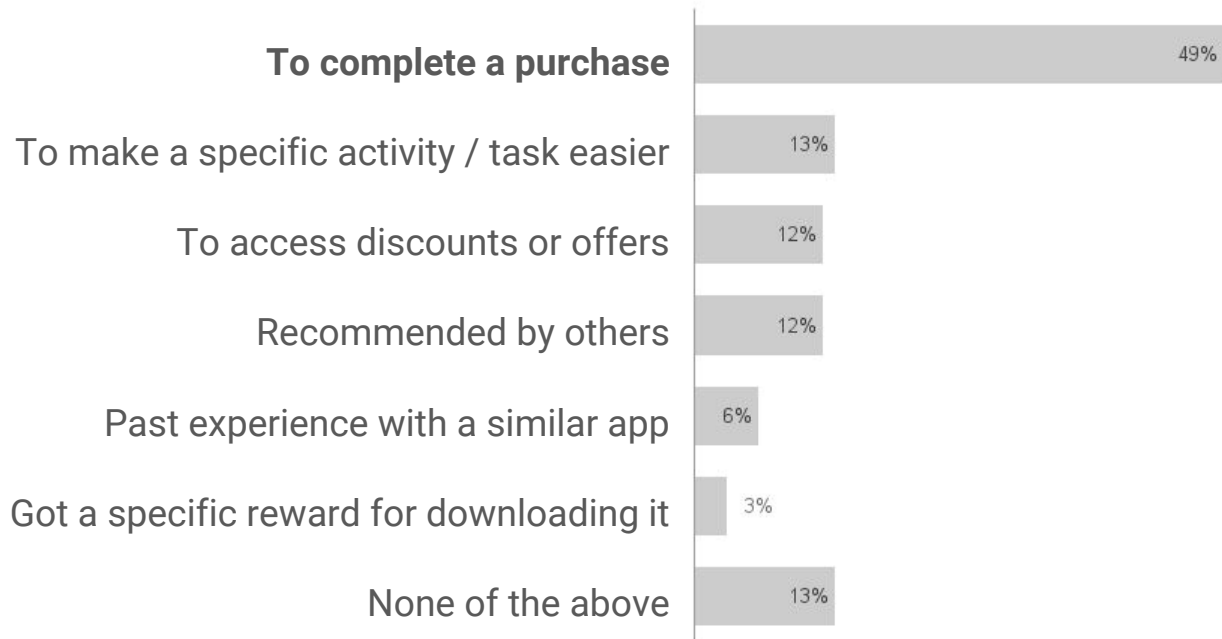 To complete a purchase 49%
To make a specific activity / task easier 13%
To access discounts or offers 12%
Recommended by others 12%
Past experience with a similar app 6%
Got a specific reward for downloading it 3%
None of the above 13%